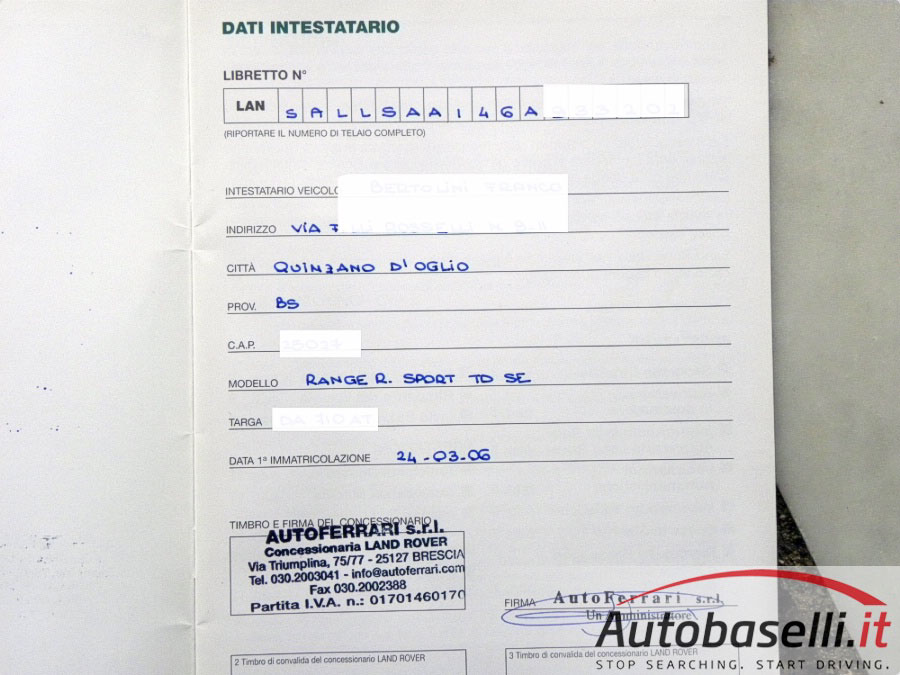 DATI INTESTATARIO
LIBRETTO N°
LAN SALLSAA146A
(RIPORTARE IL NUMERO DI TELAIO COMPLETO)
INTESTATARIO
INDIRIZZO VIA
CITTÀ QUINZANO D'OGLIO
PROV. BS
C.A.P.
MODELLO RANGE R. SPORT TD SE
TARGA
DATA 1ª IMMATRICOLAZIONE 24-03-06
TIMBRO E FIRMA DEL CONCESSIONARIO
AUTOFERRARI s.r.l.
Concessionaria LAND ROVER
Via Triumplina, 75/77 - 25127 BRESCIA
Tel. 030.2003041 - info@autoferrari.com
Fax 030.2002388
Partita I.V.A. n.: 01701460170
FIRMA AutoFerrari s.r.l.
Un Amministratore
Autobaselli.it
STOP SEARCHING. START DRIVING.
2 Timbro di convalida del concessionario LAND ROVER
3 Timbro di convalida del concessionario LAND ROVER